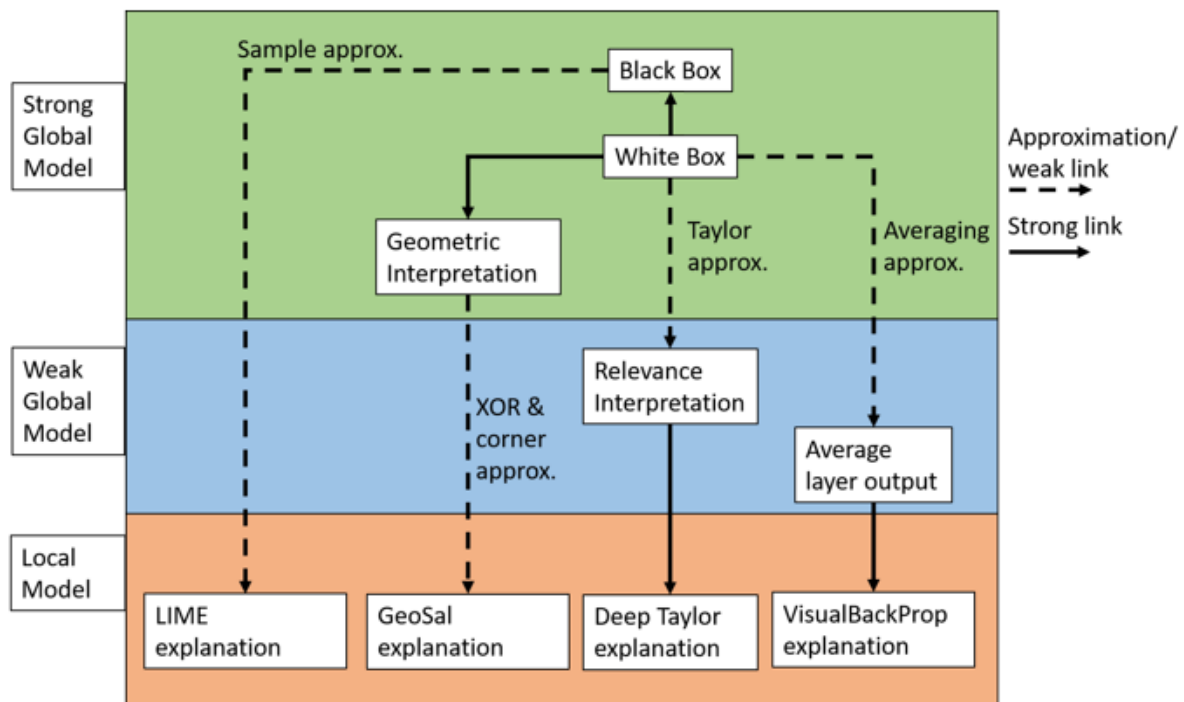 Sample approx.
Black Box
Strong
Global
Model
White Box
Approximation/
weak link
Geometric
Interpretation
Taylor
approx.
Averaging
approx.
Strong link
Weak
Global
Model
Relevance
Interpretation
XOR &
corner
approx.
Average
layer output
Local
Model
LIME
explanation
GeoSal
explanation
Deep Taylor
explanation
VisualBackProp
explanation